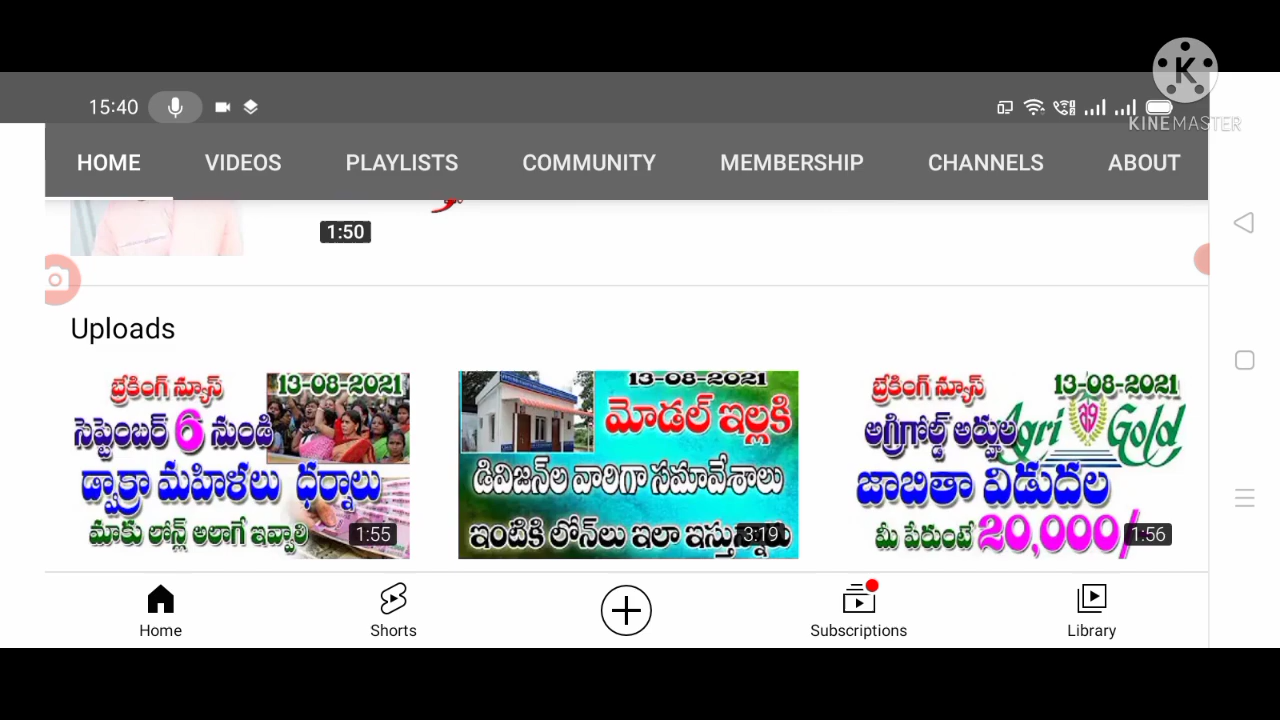 15:40
KINEMASTER
HOME VIDEOS PLAYLISTS COMMUNITY MEMBERSHIP CHANNELS ABOUT
1:50
Uploads
బ్రేకింగ్ న్యూస్ 13-08-2021
సెప్టెంబర్ 6 నుండి
డ్వాక్రా మహిళలు ధర్నాలు
మాకు లోన్ల్ అలాగే ఇవ్వాలి
1:55
13-08-2021
మోడల్ ఇల్లకి
డివిజన్‌ల వారిగా సమావేశాలు
ఇంటికి లోన్‌లు ఇలా ఇస్తున్నారు
3:19
బ్రేకింగ్ న్యూస్ 13-08-2021
అగ్రిగోల్డ్ అర్హుల Agri Gold
జాబితా విడుదల
మీ పేరుంటే 20,000/
1:56
Home Shorts Subscriptions Library